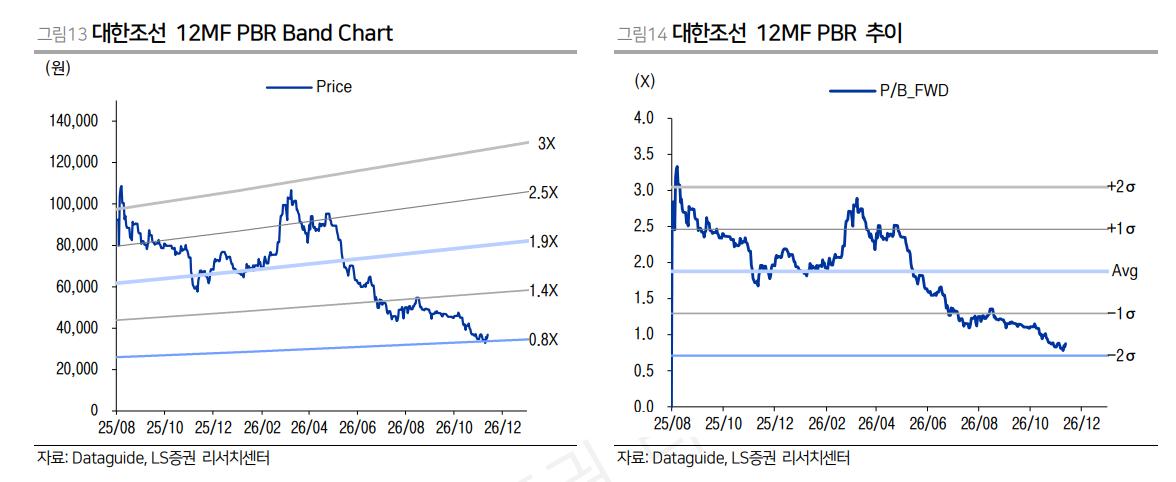 그림13 대한조선 12MF PBR Band Chart
(원)
Price
140,000
120,000
100,000
80,000
60,000
40,000
20,000
0
3X
2.5X
1.9X
1.4X
0.8X
25/08 25/10 25/12 26/02 26/04 26/06 26/08 26/10 26/12
자료: Dataguide, LS증권 리서치센터
그림14 대한조선 12MF PBR 추이
(X)
P/B_FWD
4.0
3.5
3.0
2.5
2.0
1.5
1.0
0.5
0.0
+2σ
+1σ
Avg
-1σ
-2σ
25/08 25/10 25/12 26/02 26/04 26/06 26/08 26/10 26/12
자료: Dataguide, LS증권 리서치센터